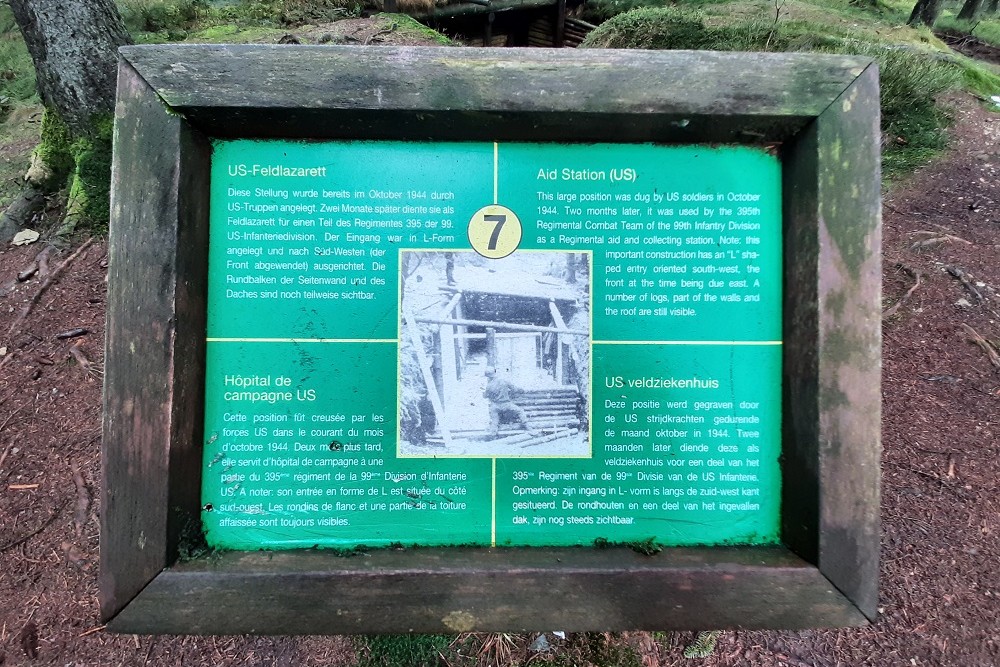 US-Feldlazarett
Diese Stellung wurde bereits im Oktober 1944 durch
US-Truppen angelegt. Zwei Monate später diente sie als
Feldlazarett für einen Teil des Regimentes 395 der 99.
US-Infanteriedivision. Der Eingang war in L-Form
angelegt und nach Süd-Westen (der
Front abgewendet) ausgerichtet. Die
Rundbalken der Seitenwand und des
Daches sind noch teilweise sichtbar.
Aid Station (US)
This large position was dug by US soldiers in October
1944. Two months later, it was used by the 395th
Regimental Combat Team of the 99th Infantry Division
as a Regimental aid and collecting station. Note: this
important construction has an "L" sha-
ped entry oriented south-west, the
front at the time being due east. A
number of logs, part of the walls and
the roof are still visible.
7
Hôpital de
campagne US
Cette position fût creusée par les
forces US dans le courant du mois
d'octobre 1944. Deux mois plus tard,
elle servit d'hôpital de campagne à une
partie du 395ème régiment de la 99ème Division d'Infanterie
US. A noter: son entrée en forme de L est située du côté
sud-ouest. Les rondins de flanc et une partie de la toiture
affaissée sont toujours visibles.
US veldziekenhuis
Deze positie werd gegraven door
de US strijdkrachten gedurende
de maand oktober in 1944. Twee
maanden later diende deze als
veldziekenhuis voor een deel van het
395ste Regiment van de 99ste Divisie van de US Infanterie.
Opmerking: zijn ingang in L- vorm is langs de zuid-west kant
gesitueerd. De rondhouten en een deel van het ingevallen
dak, zijn nog steeds zichtbaar.